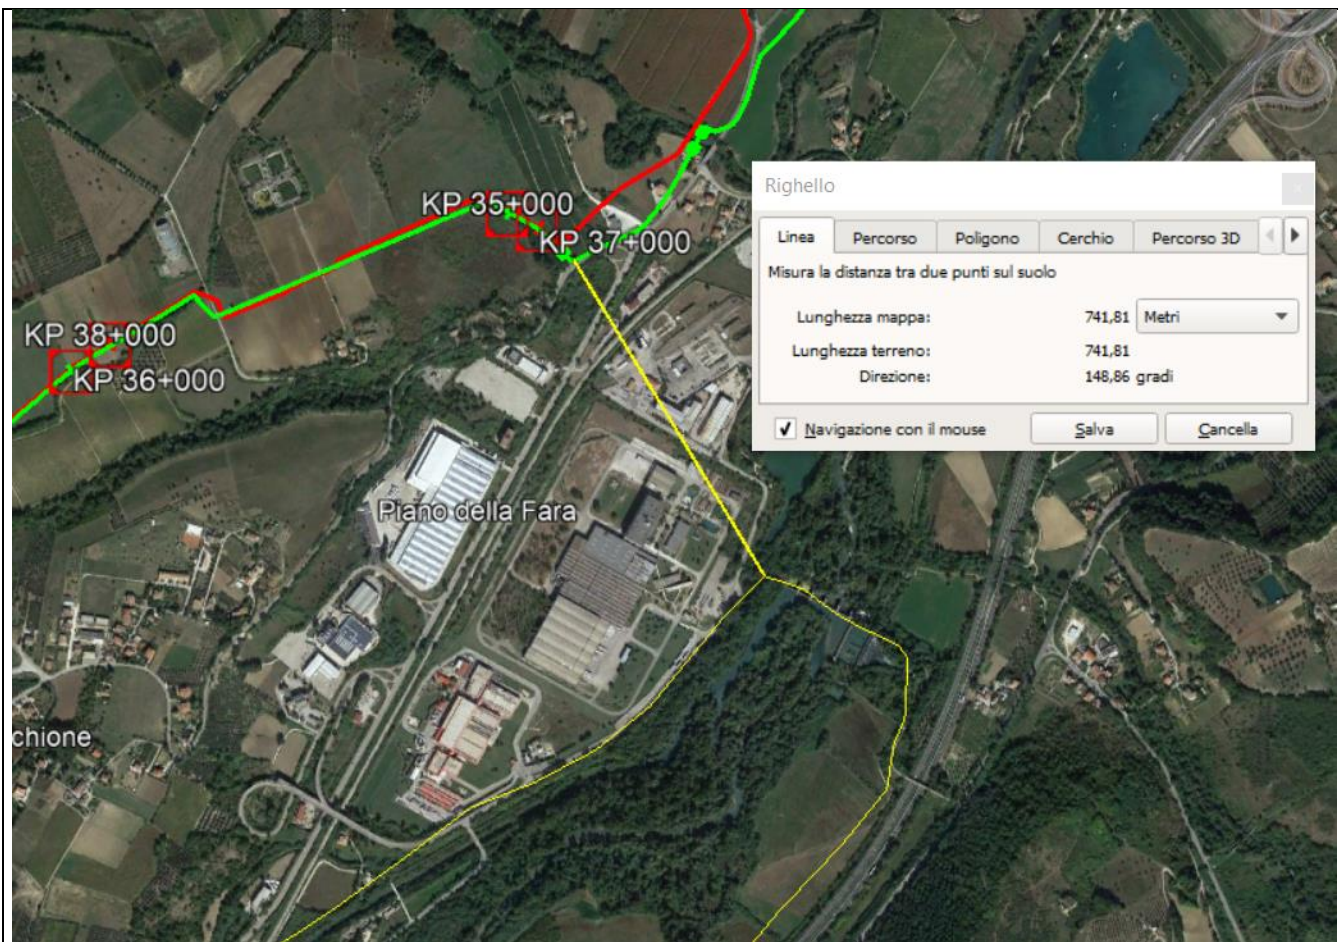 KP 35+000
KP 37+000
KP 38+000
KP 36+000
Piano della Fara
chione
Righello
Linea
Percorso
Poligono
Cerchio
Percorso 3D
Misura la distanza tra due punti sul suolo
Lunghezza mappa: 741,81 Metri
Lunghezza terreno: 741,81
Direzione: 148,86 gradi
Navigazione con il mouse
Salva
Cancella